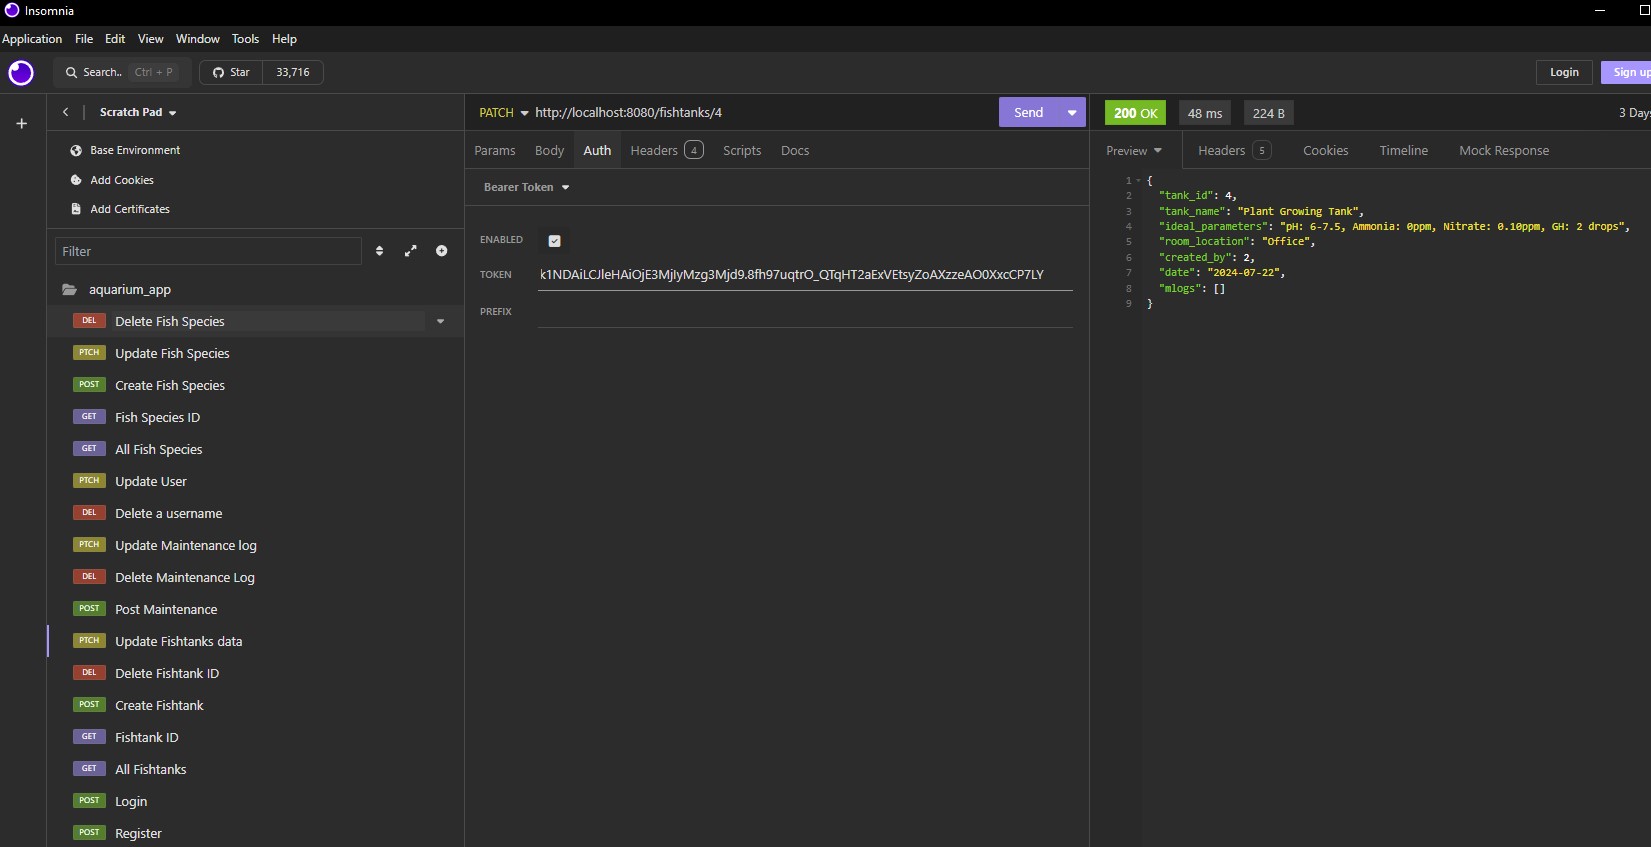 Insomnia
Application File Edit View Window Tools Help
Search.. Ctrl + P Star 33,716 Login Sign up
Scratch Pad
Base Environment
Add Cookies
Add Certificates
Filter
aquarium_app
DEL Delete Fish Species
PTCH Update Fish Species
POST Create Fish Species
GET Fish Species ID
GET All Fish Species
PTCH Update User
DEL Delete a username
PTCH Update Maintenance log
DEL Delete Maintenance Log
POST Post Maintenance
PTCH Update Fishtanks data
DEL Delete Fishtank ID
POST Create Fishtank
GET Fishtank ID
GET All Fishtanks
POST Login
POST Register
PATCH http://localhost:8080/fishtanks/4 Send
Params Body Auth Headers 4 Scripts Docs
Bearer Token
ENABLED
TOKEN k1NDAiLCJleHAiOjE3MjIyMzg3Mjd9.8fh97uqtrO_QTqHT2aExVEtsyZoAXzzeAO0XxcCP7LY
PREFIX
200 OK 48 ms 224 B 3 Days
Preview Headers 5 Cookies Timeline Mock Response
1 {
2 "tank_id": 4,
3 "tank_name": "Plant Growing Tank",
4 "ideal_parameters": "pH: 6-7.5, Ammonia: 0ppm, Nitrate: 0.10ppm, GH: 2 drops",
5 "room_location": "Office",
6 "created_by": 2,
7 "date": "2024-07-22",
8 "mlogs": []
9 }